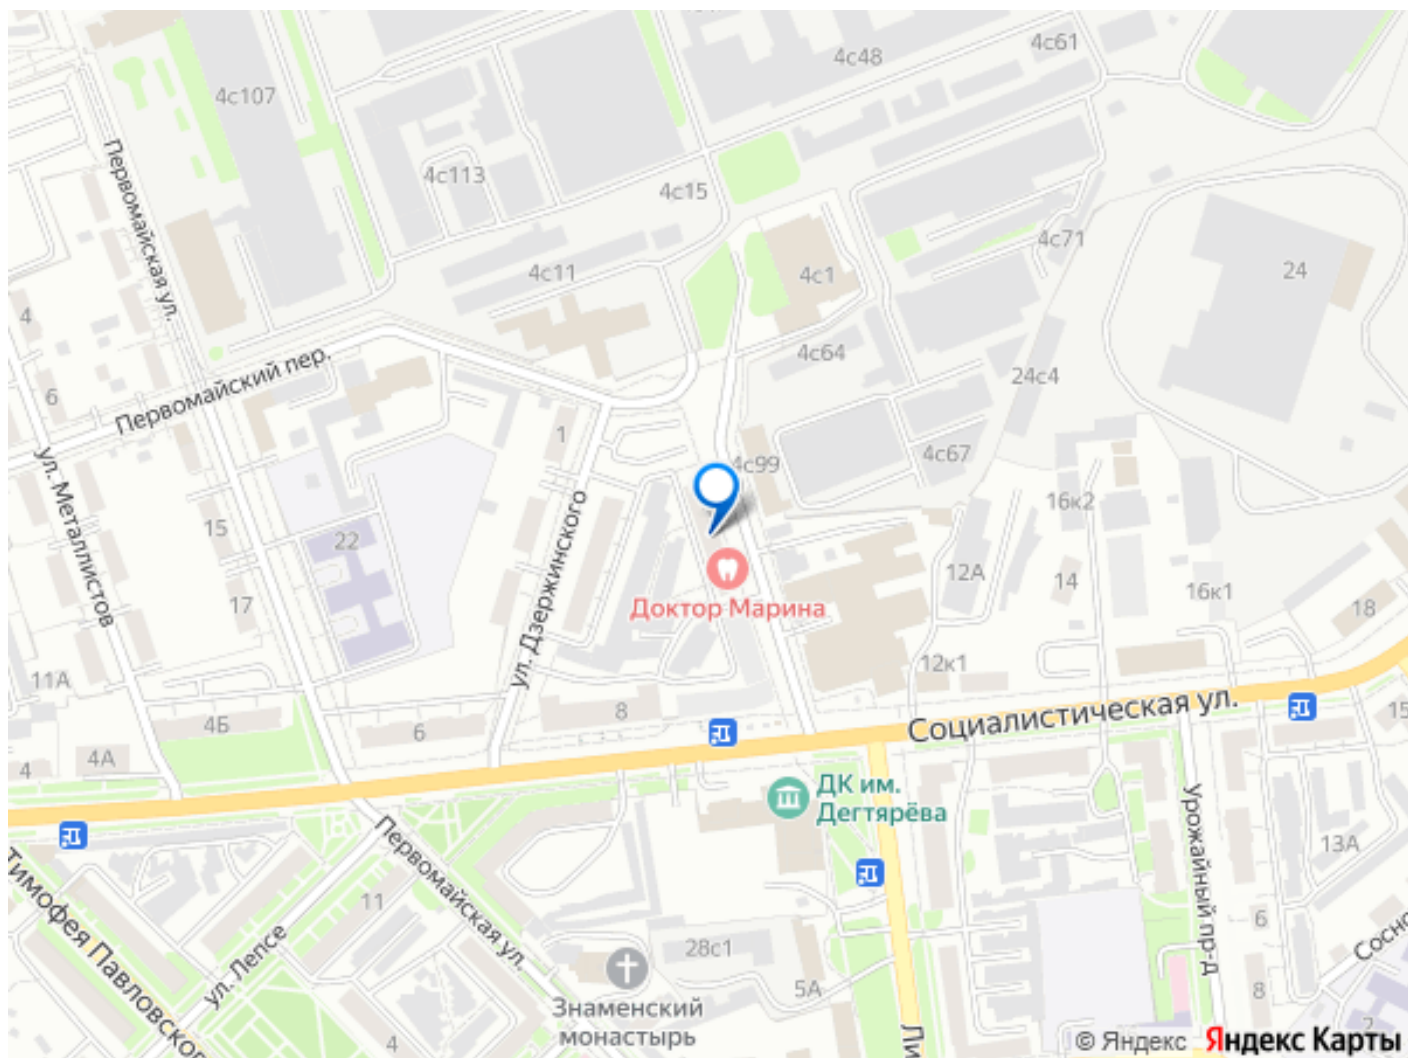 4с61
4с48
4с107
Первомайская ул.
4с113
4с15
4с71
4с11
4с1
24
4
4с64
Первомайский пер.
24с4
6
1
4с67
4с99
ул. Металлистов
16к2
15
22
ул. Дзержинского
12А
14
16к1
17
Доктор Марина
18
12к1
11А
8
Социалистическая ул.
4Б
6
15
4А
4
ДК им.
Дегтярёва
Урожайный пр-д
13А
Тимофея Павловского
Первомайская ул.
11
ул. Лепсе
28с1
6
Сосно
5А
8
Знаменский
монастырь
4
Ли
2
© Яндекс Яндекс Карты